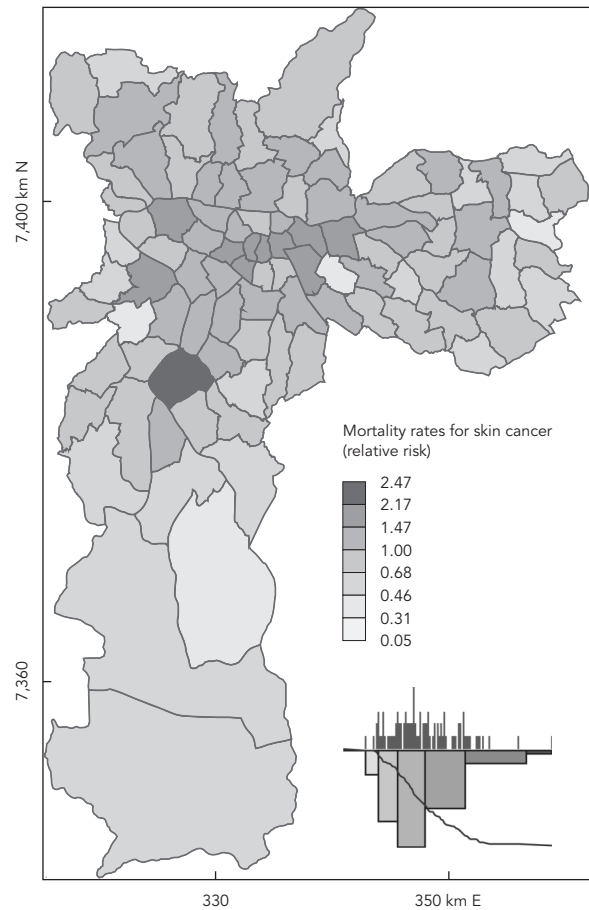 7,400 km N
Mortality rates for skin cancer
(relative risk)
2.47
2.17
1.47
1.00
0.68
0.46
0.31
0.05
7,360
330
350 km E